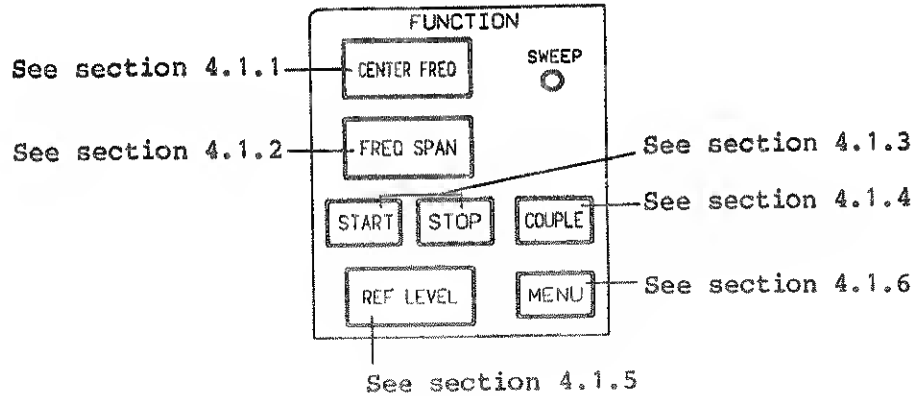 FUNCTION
See section 4.1.1
CENTER FREQ
SWEEP
See section 4.1.2
FREQ SPAN
See section 4.1.3
START
STOP
COUPLE
See section 4.1.4
REF LEVEL
MENU
See section 4.1.6
See section 4.1.5